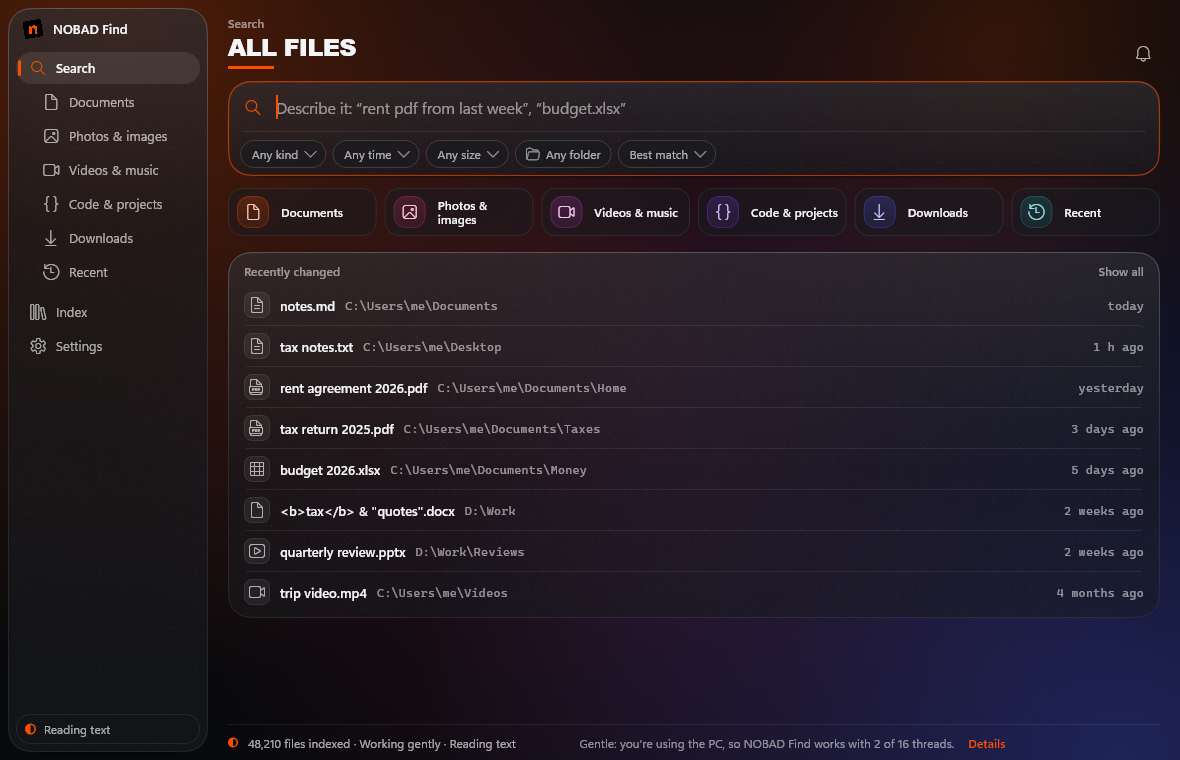 NOBAD Find
Search
Documents
Photos & images
Videos & music
Code & projects
Downloads
Recent
Index
Settings
Reading text
Search
ALL FILES
Describe it: “rent pdf from last week”, “budget.xlsx”
Any kind
Any time
Any size
Any folder
Best match
Documents
Photos &
images
Videos & music
Code & projects
Downloads
Recent
Recently changed
Show all
notes.md C:\Users\me\Documents today
tax notes.txt C:\Users\me\Desktop 1 h ago
rent agreement 2026.pdf C:\Users\me\Documents\Home yesterday
tax return 2025.pdf C:\Users\me\Documents\Taxes 3 days ago
budget 2026.xlsx C:\Users\me\Documents\Money 5 days ago
<b>tax</b> & "quotes".docx D:\Work 2 weeks ago
quarterly review.pptx D:\Work\Reviews 2 weeks ago
trip video.mp4 C:\Users\me\Videos 4 months ago
48,210 files indexed · Working gently · Reading text
Gentle: you're using the PC, so NOBAD Find works with 2 of 16 threads. Details